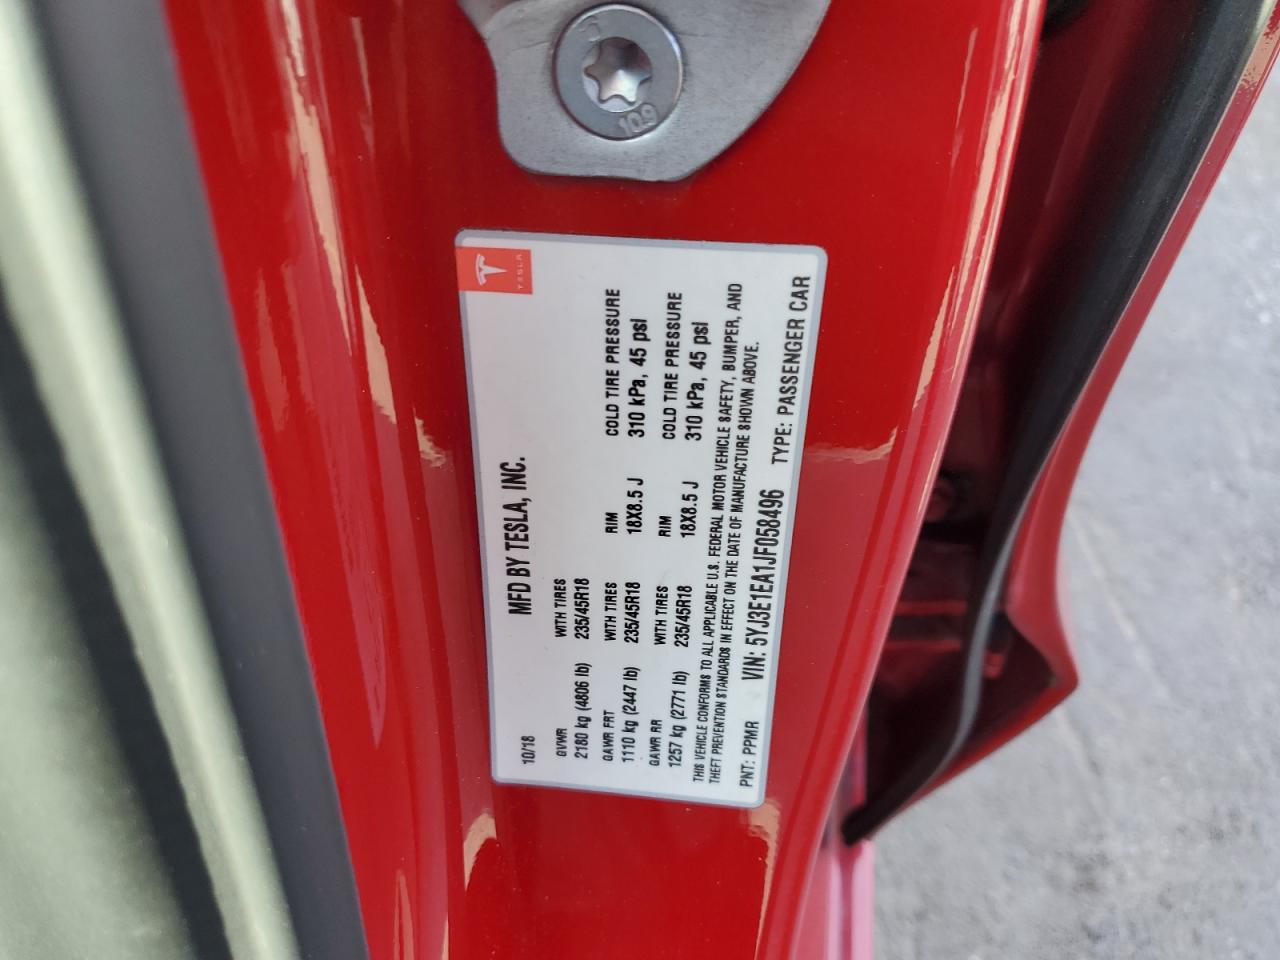 10.9
TESLA
MFD BY TESLA, INC.
10/18
GVWR WITH TIRES
2180 kg (4806 lb) 235/45R18
GAWR FRT WITH TIRES RIM COLD TIRE PRESSURE
1110 kg (2447 lb) 235/45R18 18X8.5 J 310 kPa, 45 psi
GAWR RR WITH TIRES RIM COLD TIRE PRESSURE
1257 kg (2771 lb) 235/45R18 18X8.5 J 310 kPa, 45 psi
THIS VEHICLE CONFORMS TO ALL APPLICABLE U.S. FEDERAL MOTOR VEHICLE SAFETY, BUMPER, AND
THEFT PREVENTION STANDARDS IN EFFECT ON THE DATE OF MANUFACTURE SHOWN ABOVE.
PNT: PPMR VIN: 5YJ3E1EA1JF058496 TYPE: PASSENGER CAR